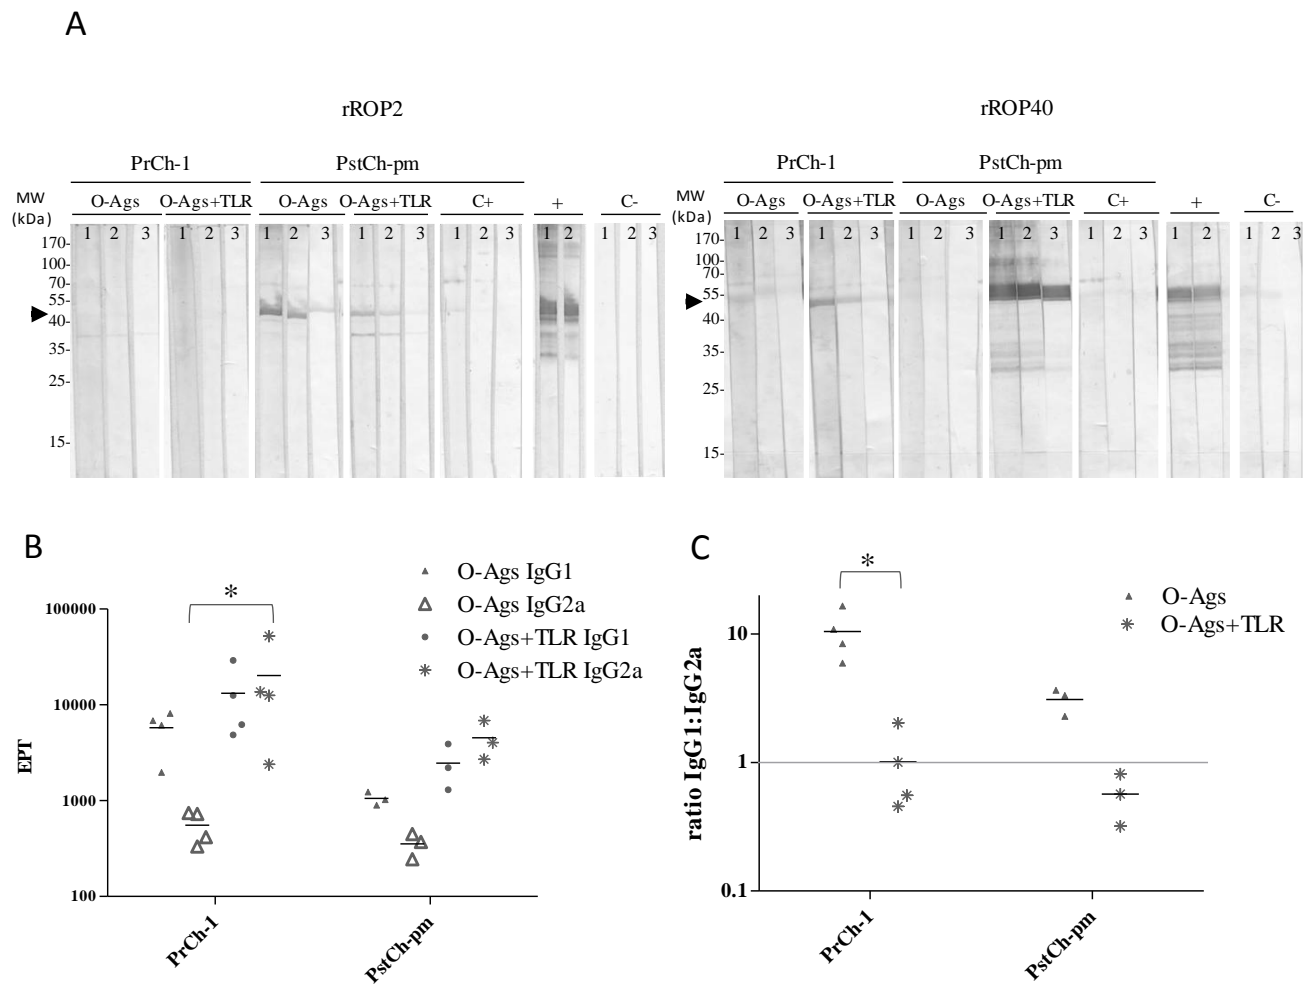 A
rROP2
PrCh-1 PstCh-pm
MW (kDa) O-Ags O-Ags+TLR O-Ags O-Ags+TLR C+ + C-
1 2 3 1 2 3 1 2 3 1 2 3 1 2 3 1 2 1 2 3
170-
100-
70-
55-
40-
35-
25-
15-
rROP40
PrCh-1 PstCh-pm
MW (kDa) O-Ags O-Ags+TLR O-Ags O-Ags+TLR C+ + C-
1 2 3 1 2 3 1 2 3 1 2 3 1 2 3 1 2 1 2 3
170-
100-
70-
55-
40-
35-
25-
15-
B
O-Ags IgG1
O-Ags IgG2a
O-Ags+TLR IgG1
O-Ags+TLR IgG2a
*
100000
10000
1000
100
EPT
PrCh-1 PstCh-pm
C
*
O-Ags
O-Ags+TLR
10
1
0.1
ratio IgG1:IgG2a
PrCh-1 PstCh-pm